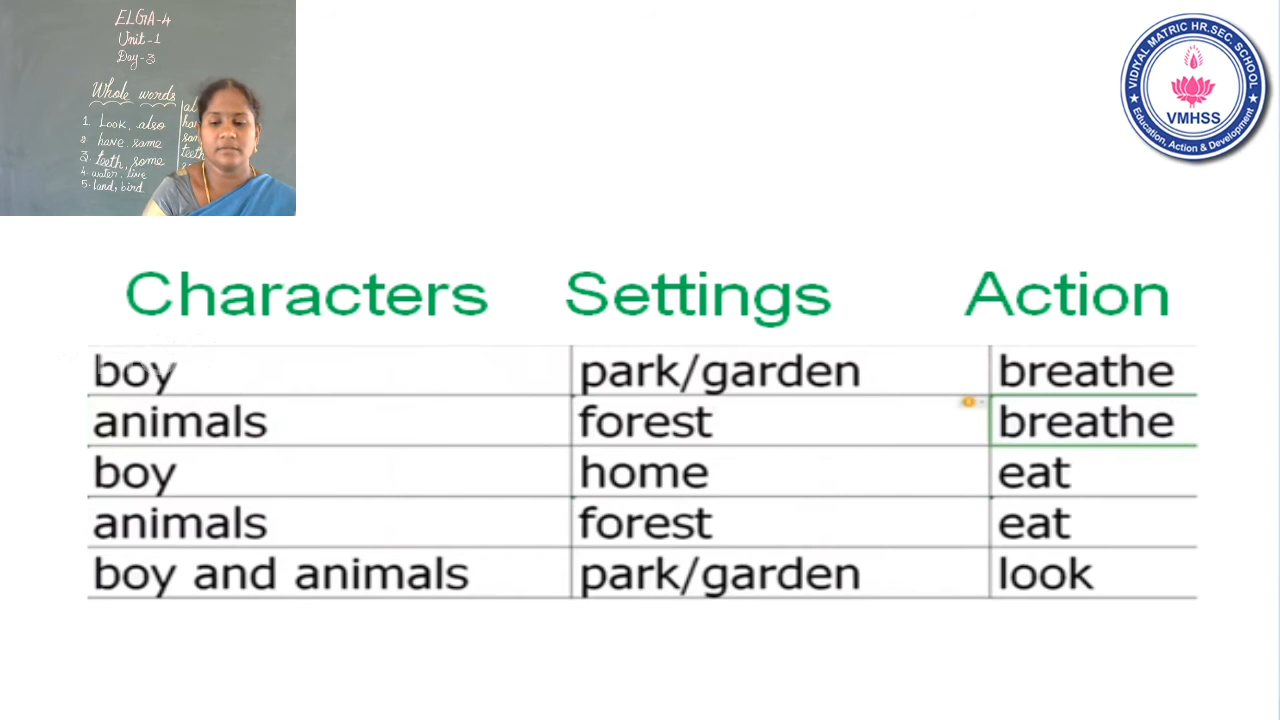 ELGA-4
Unit-1
Day-3
Whole words
1. Look, also
2. have, same
3. teeth, some
4. water, live
5. land, bird
VIDIYAL MATRIC HR.SEC. SCHOOL
VMHSS
Education, Action & Development
Characters Settings Action
boy park/garden breathe
animals forest breathe
boy home eat
animals forest eat
boy and animals park/garden look